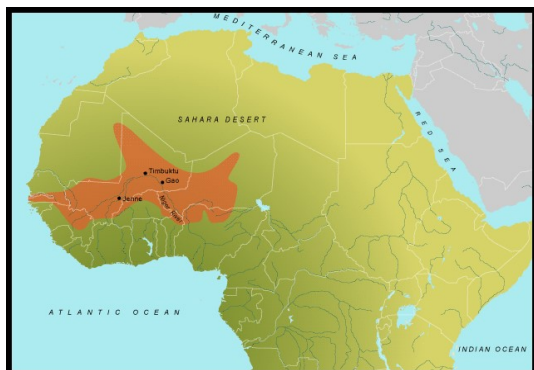 MEDITERRANEAN SEA
SAHARA DESERT
RED SEA
Timbuktu
Gao
Jenne
Niger River
ATLANTIC OCEAN
INDIAN OCEAN